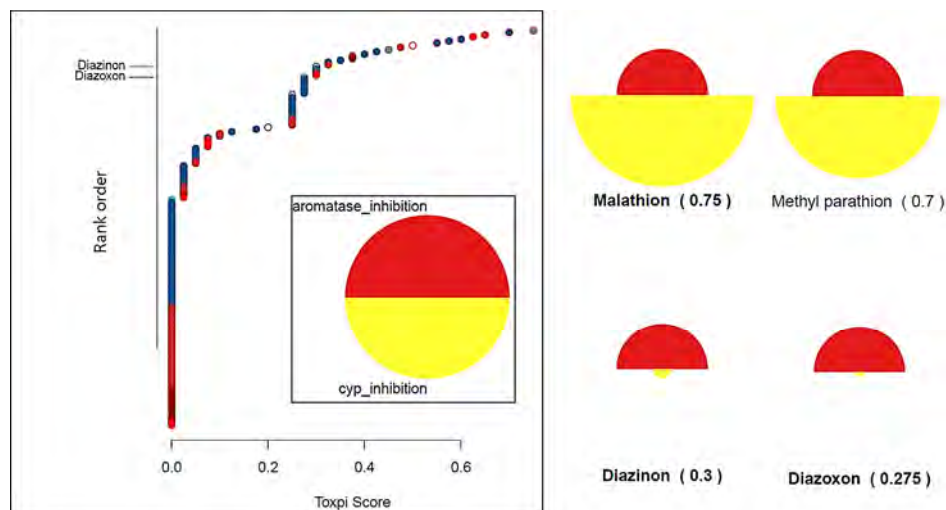 Diazinon
Diazoxon
Rank order
aromatase_inhibition
cyp_inhibition
0.0 0.2 0.4 0.6
Toxpi Score
Malathion ( 0.75 ) Methyl parathion ( 0.7 )
Diazinon ( 0.3 ) Diazoxon ( 0.275 )